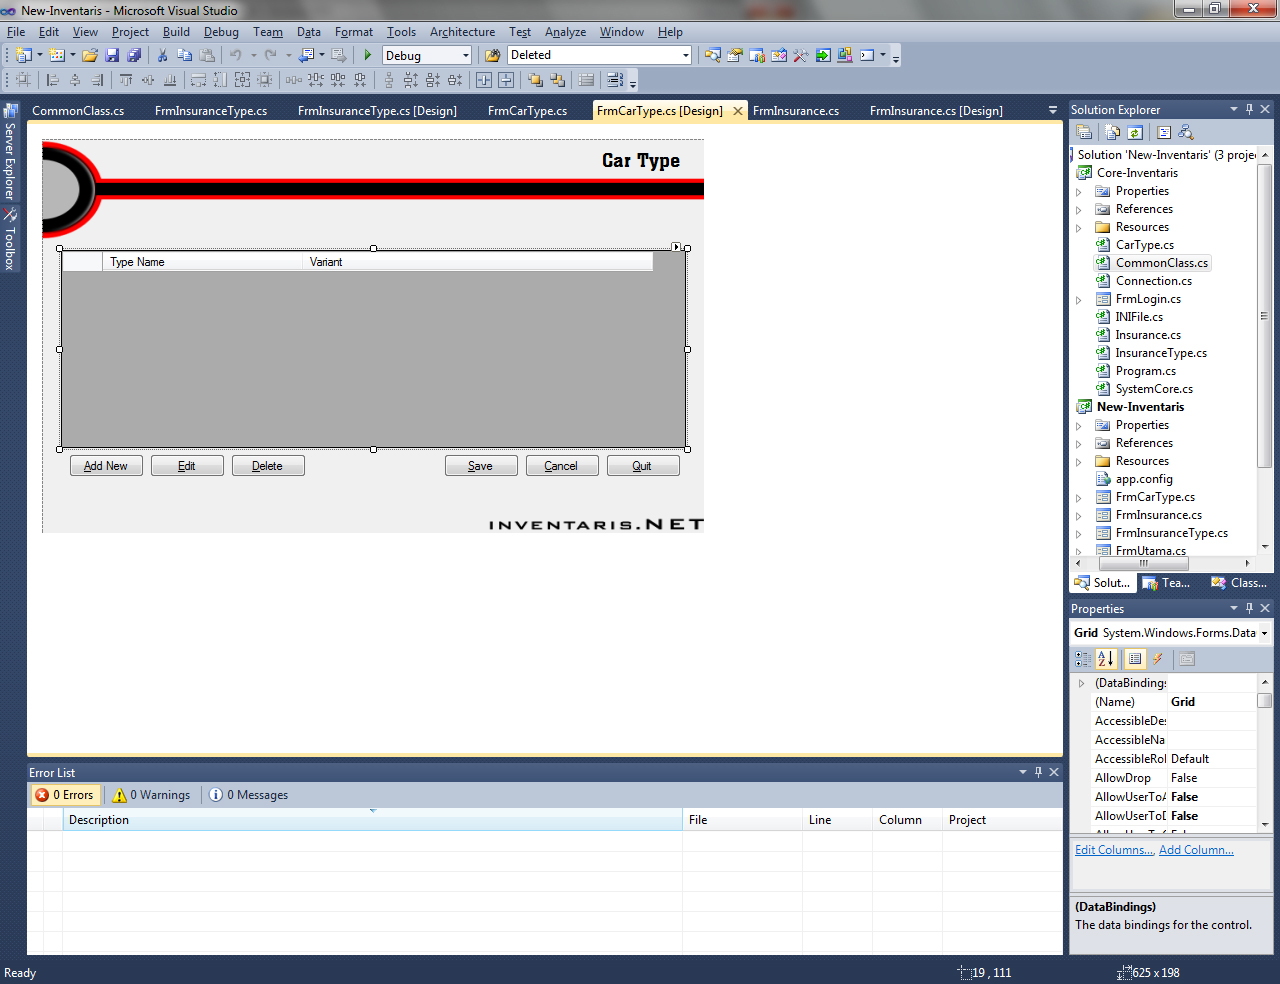 New-Inventaris - Microsoft Visual Studio
File Edit View Project Build Debug Team Data Format Tools Architecture Test Analyze Window Help
Debug Deleted
CommonClass.cs FrmInsuranceType.cs FrmInsuranceType.cs [Design] FrmCarType.cs FrmCarType.cs [Design] FrmInsurance.cs FrmInsurance.cs [Design]
Server Explorer
Toolbox
Car Type
Type Name Variant
Add New Edit Delete Save Cancel Quit
INVENTARIS.NET
Error List
0 Errors 0 Warnings 0 Messages
Description File Line Column Project
Solution Explorer
Solution 'New-Inventaris' (3 projec
Core-Inventaris
Properties
References
Resources
CarType.cs
CommonClass.cs
Connection.cs
FrmLogin.cs
INIFile.cs
Insurance.cs
InsuranceType.cs
Program.cs
SystemCore.cs
New-Inventaris
Properties
References
Resources
app.config
FrmCarType.cs
FrmInsurance.cs
FrmInsuranceType.cs
FrmUtama.cs
Solut... Tea... Class...
Properties
Grid System.Windows.Forms.Data
(DataBindings
(Name) Grid
AccessibleDes
AccessibleNa
AccessibleRol Default
AllowDrop False
AllowUserToA False
AllowUserToD False
Edit Columns..., Add Column...
(DataBindings)
The data bindings for the control.
Ready 19 , 111 625 x 198